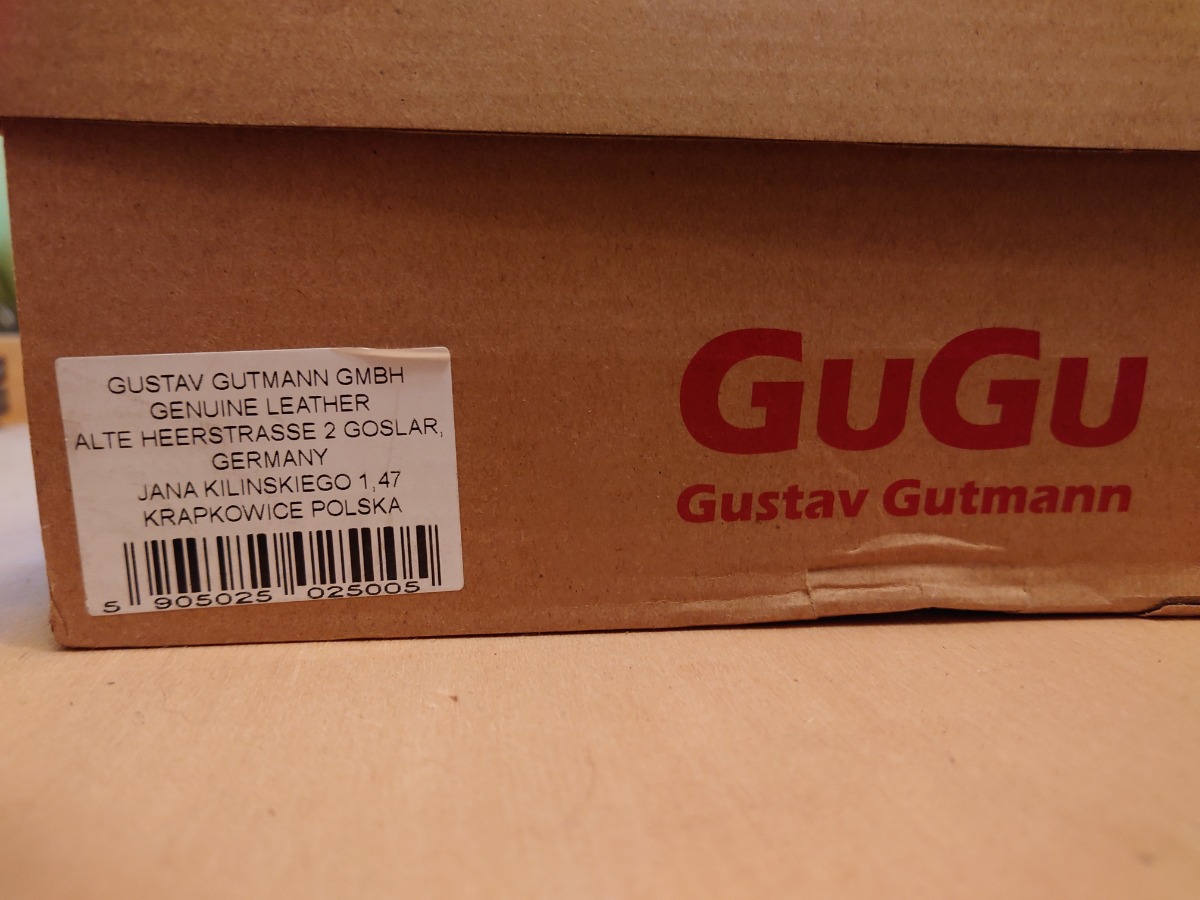 GUSTAV GUTMANN GMBH
GENUINE LEATHER
ALTE HEERSTRASSE 2 GOSLAR,
GERMANY
JANA KILINSKIEGO 1,47
KRAPKOWICE POLSKA
5 905025 025005
GuGu
Gustav Gutmann